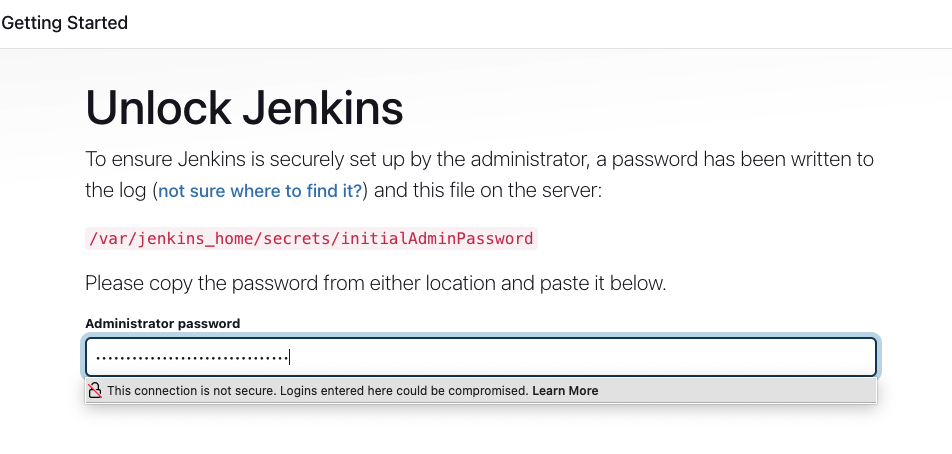 Getting Started
Unlock Jenkins
To ensure Jenkins is securely set up by the administrator, a password has been written to
the log (not sure where to find it?) and this file on the server:
/var/jenkins_home/secrets/initialAdminPassword
Please copy the password from either location and paste it below.
Administrator password
••••••••••••••••••••••••••••••••
This connection is not secure. Logins entered here could be compromised. Learn More